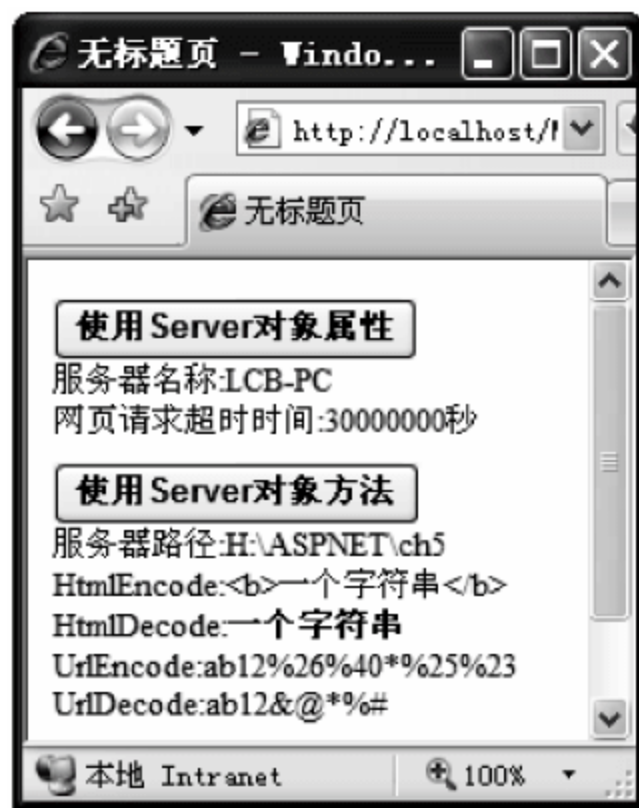 无标题页 - Windo...
http://localhost/
无标题页
使用Server对象属性
服务器名称:LCB-PC
网页请求超时时间:30000000秒
使用Server对象方法
服务器路径:H:\ASPNET\ch5
HtmlEncode:<b>一个字符串</b>
HtmlDecode:一个字符串
UrlEncode:ab12%26%40*%25%23
UrlDecode:ab12&@*%#
本地 Intranet
100%